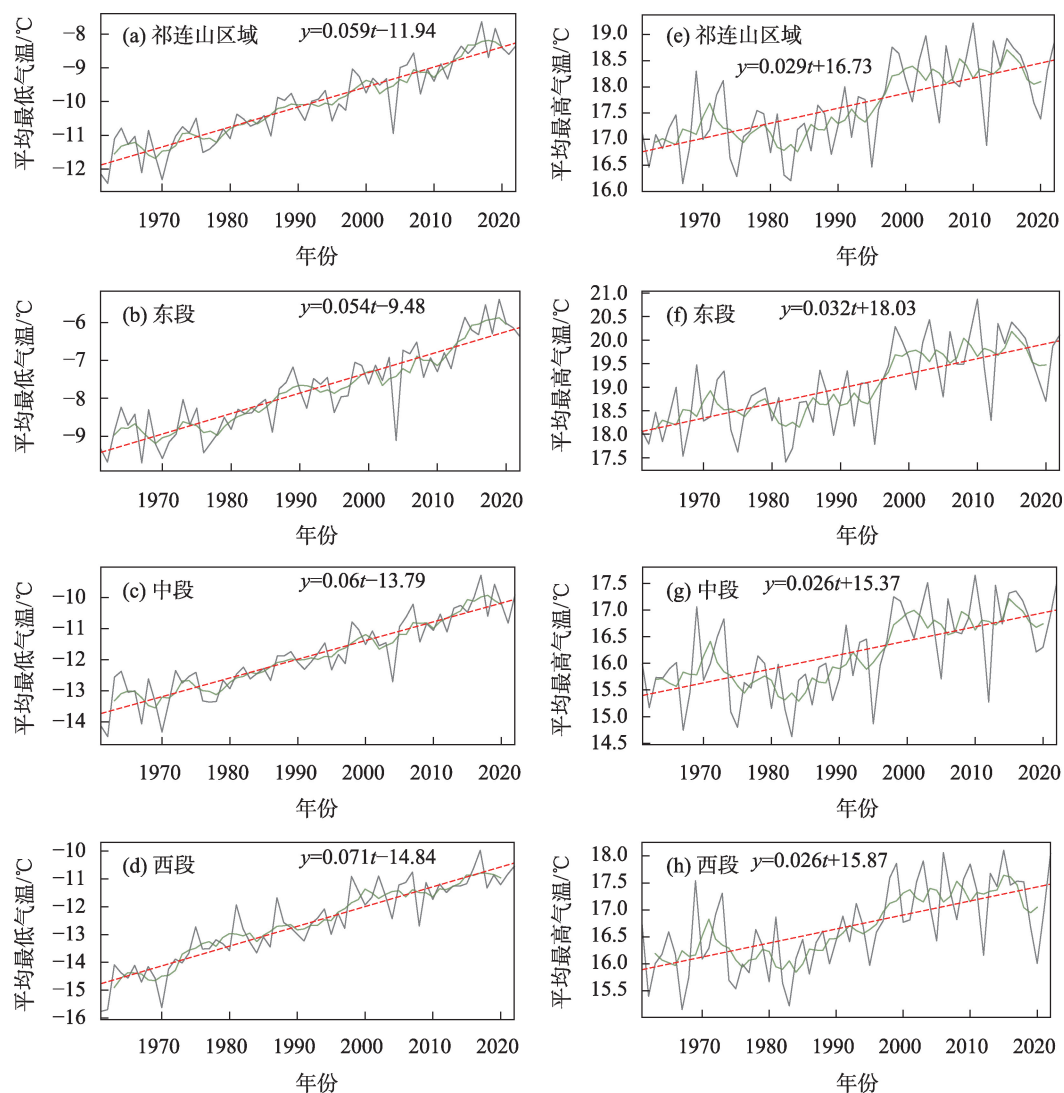 (a) 祁连山区域
y=0.059t−11.94
平均最低气温/℃
−8
−9
−10
−11
−12
1970 1980 1990 2000 2010 2020
年份
(e) 祁连山区域
y=0.029t+16.73
平均最高气温/℃
19.0
18.5
18.0
17.5
17.0
16.5
16.0
1970 1980 1990 2000 2010 2020
年份
(b) 东段
y=0.054t−9.48
平均最低气温/℃
−6
−7
−8
−9
1970 1980 1990 2000 2010 2020
年份
(f) 东段
y=0.032t+18.03
平均最高气温/℃
21.0
20.5
20.0
19.5
19.0
18.5
18.0
17.5
1970 1980 1990 2000 2010 2020
年份
(c) 中段
y=0.06t−13.79
平均最低气温/℃
−10
−11
−12
−13
−14
1970 1980 1990 2000 2010 2020
年份
(g) 中段
y=0.026t+15.37
平均最高气温/℃
17.5
17.0
16.5
16.0
15.5
15.0
14.5
1970 1980 1990 2000 2010 2020
年份
(d) 西段
y=0.071t−14.84
平均最低气温/℃
−10
−11
−12
−13
−14
−15
−16
1970 1980 1990 2000 2010 2020
年份
(h) 西段
y=0.026t+15.87
平均最高气温/℃
18.0
17.5
17.0
16.5
16.0
15.5
1970 1980 1990 2000 2010 2020
年份